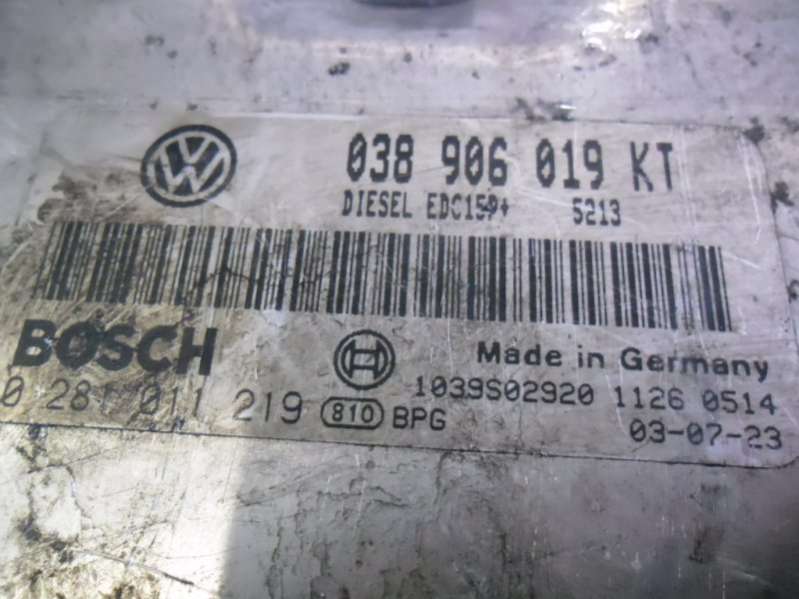 038 906 019 KT
DIESEL EDC15P+ 5213
BOSCH
Made in Germany
0 281 011 219 810 BPG
1039S02920 1126 0514
03-07-23